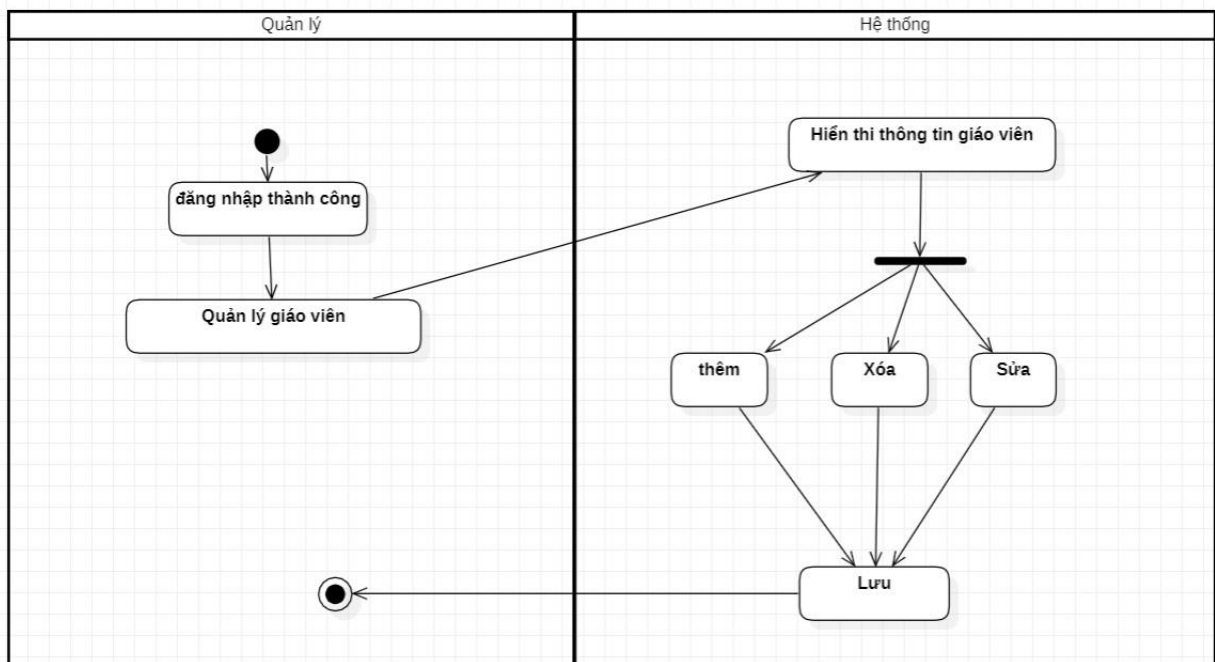 Quản lý
Hệ thống
Hiển thi thông tin giáo viên
đăng nhập thành công
Quản lý giáo viên
thêm
Xóa
Sửa
Lưu